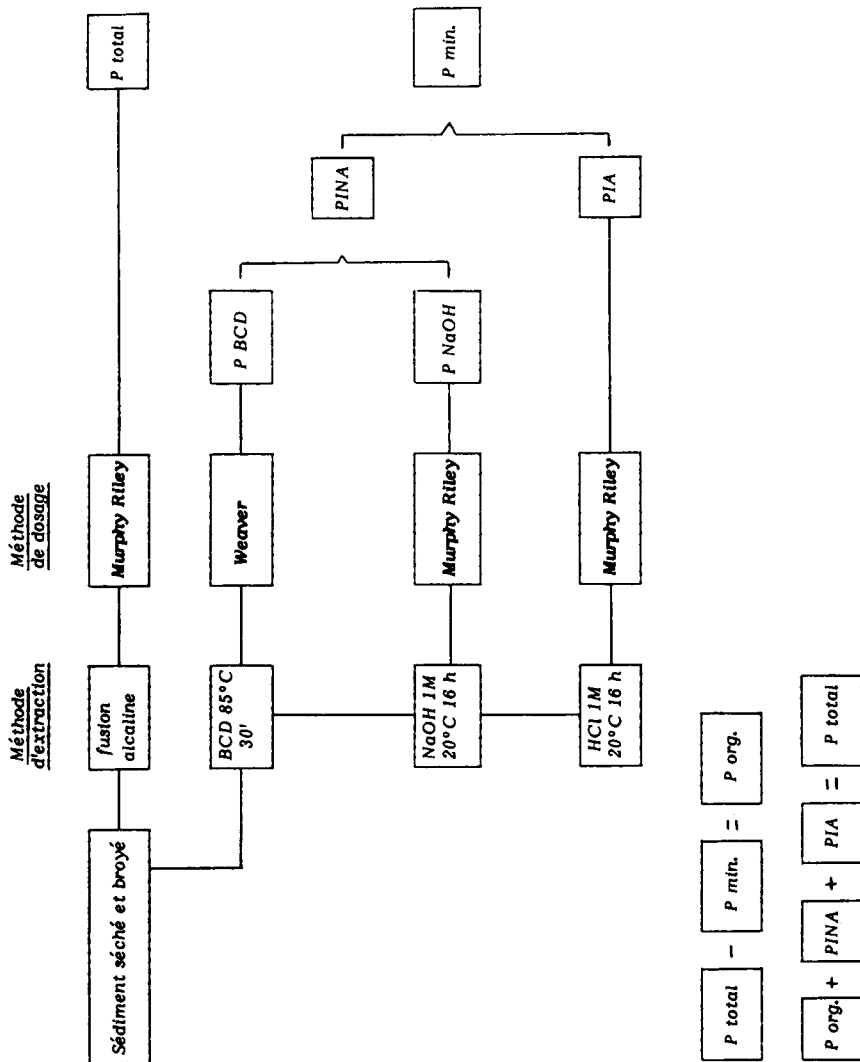 Méthode
d'extraction
Méthode
de dosage
Sédiment séché et broyé
fusion
alcaline
Murphy Riley
P total
BCD 85°C
30'
Weaver
P BCD
PINA
NaOH 1M
20°C 16 h
Murphy Riley
P NaOH
P min.
HCl 1M
20°C 16 h
Murphy Riley
PIA
P total - P min. = P org.
P org. + PINA + PIA = P total